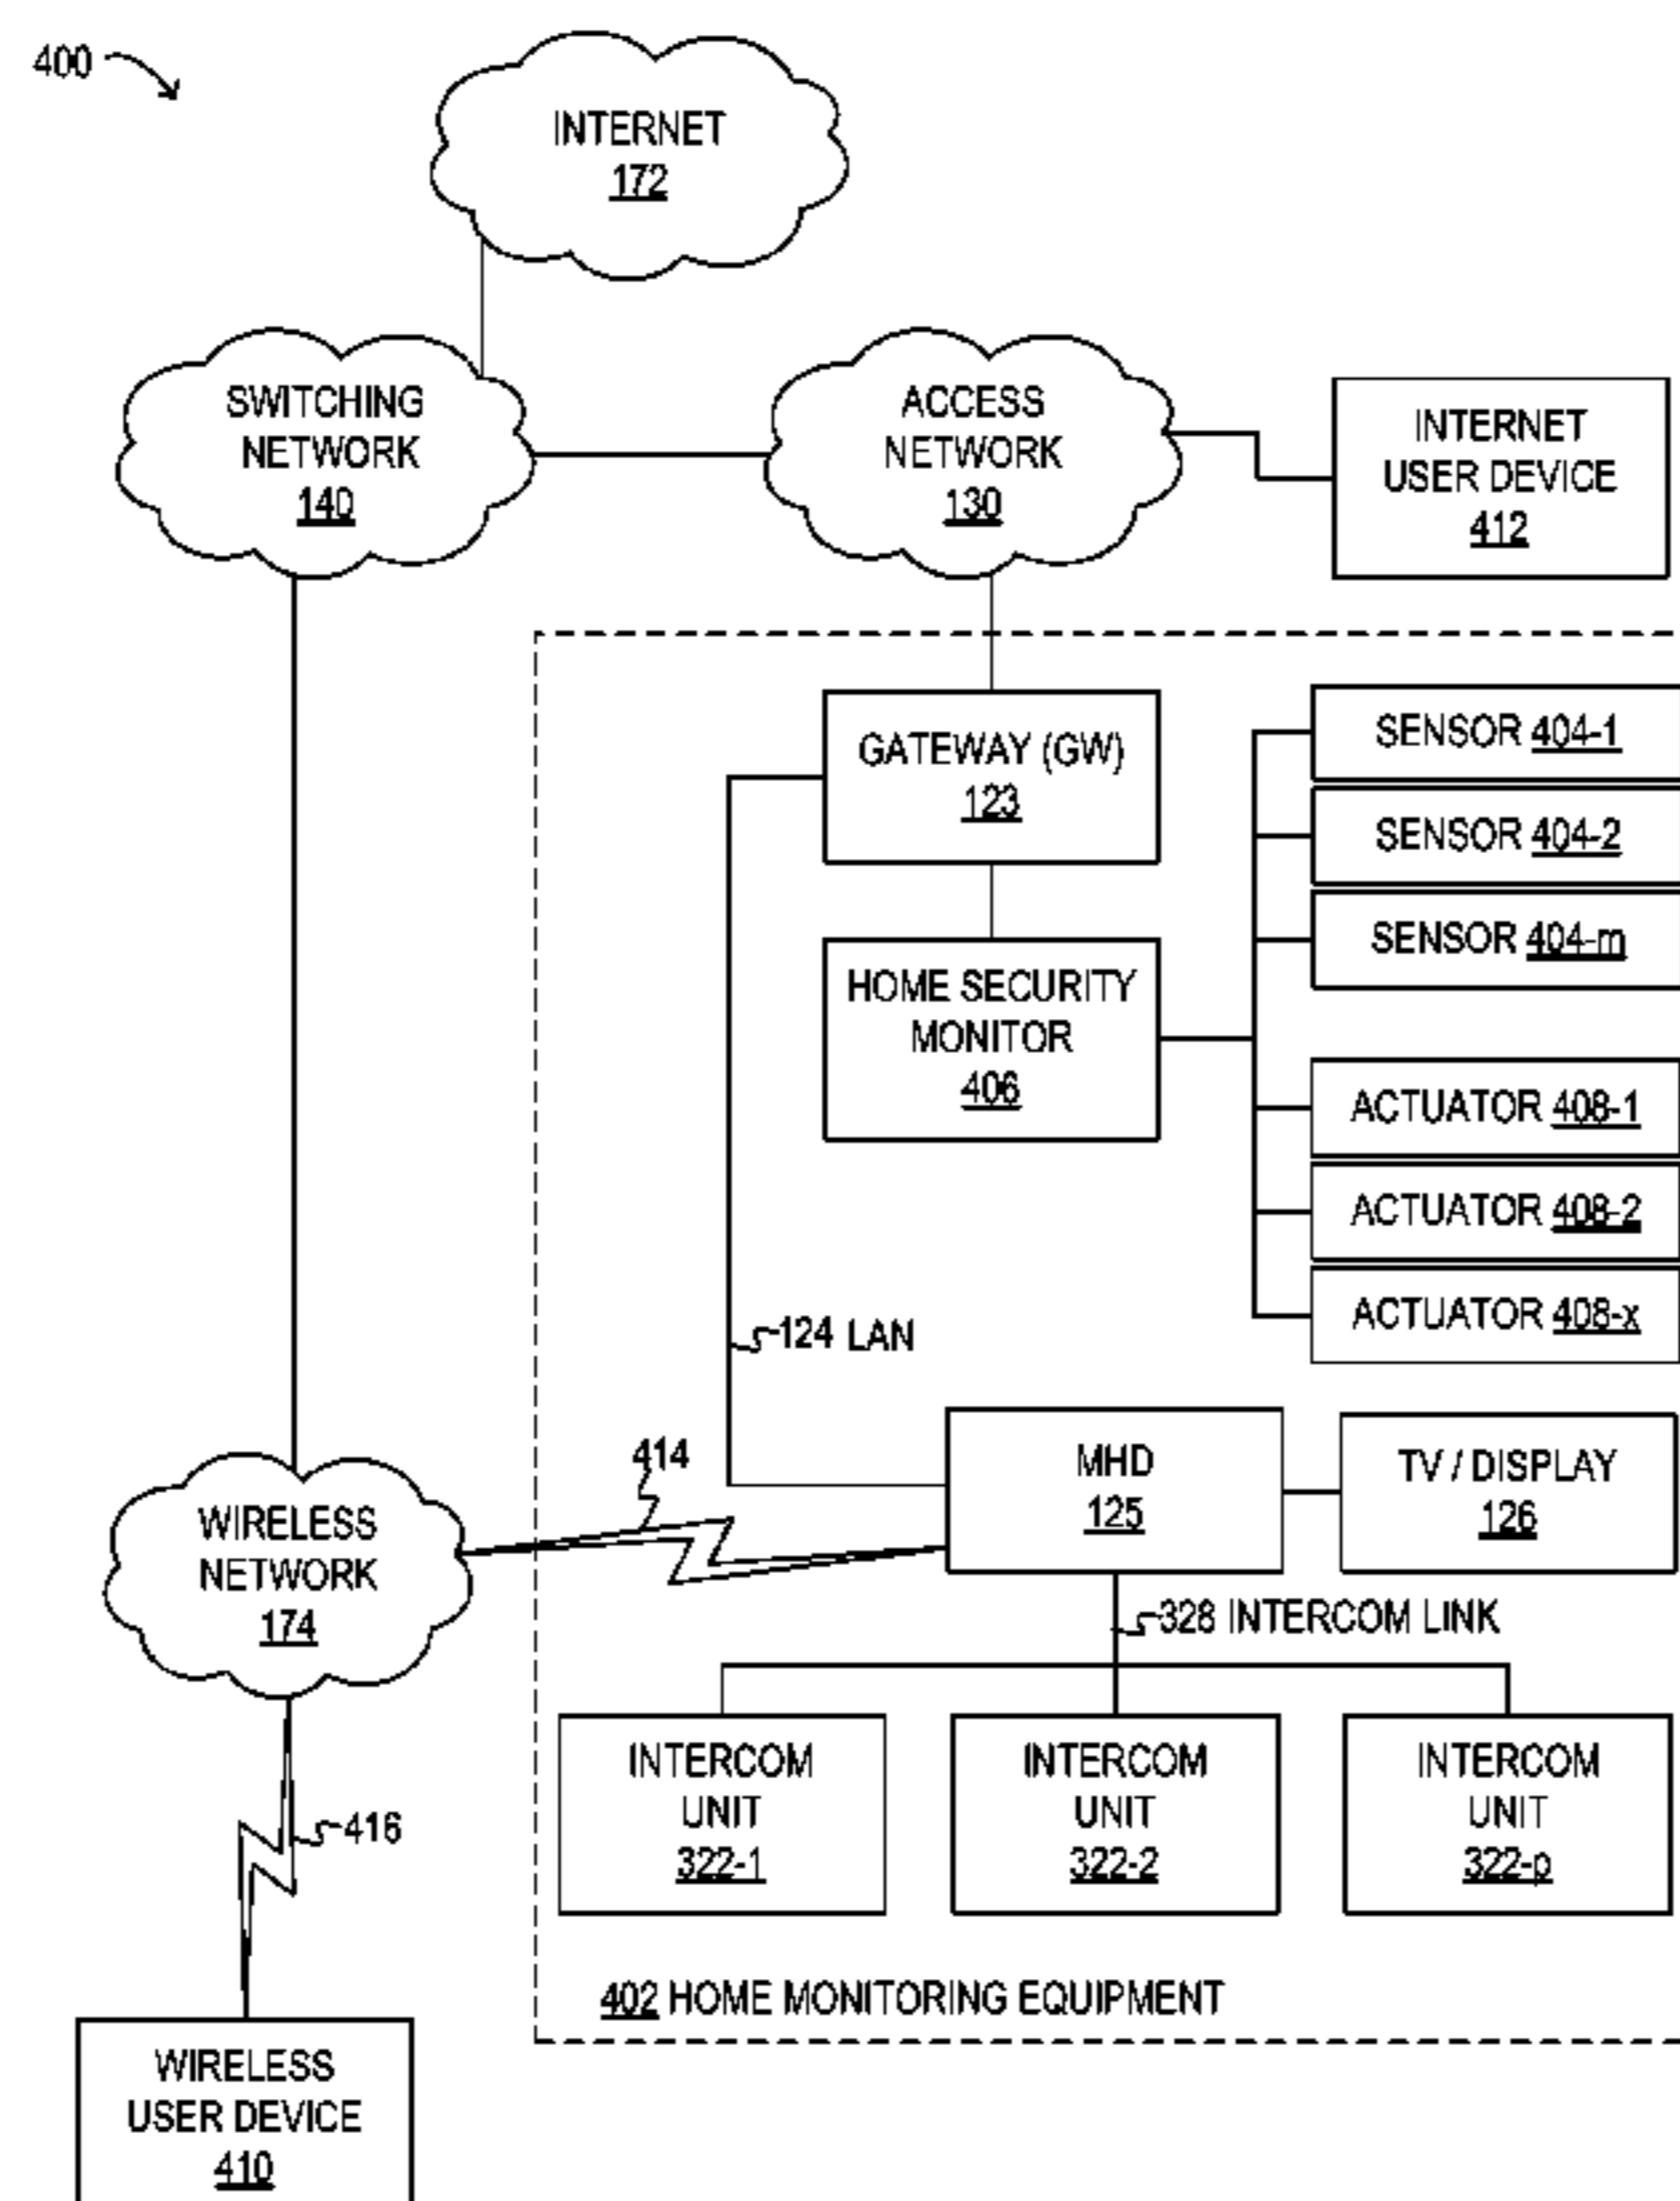 400
INTERNET
172
SWITCHING
NETWORK
140
ACCESS
NETWORK
130
INTERNET
USER DEVICE
412
GATEWAY (GW)
123
SENSOR 404-1
SENSOR 404-2
SENSOR 404-m
HOME SECURITY
MONITOR
406
ACTUATOR 408-1
ACTUATOR 408-2
ACTUATOR 408-x
124 LAN
414
MHD
125
TV / DISPLAY
126
WIRELESS
NETWORK
174
328 INTERCOM LINK
INTERCOM
UNIT
322-1
INTERCOM
UNIT
322-2
INTERCOM
UNIT
322-p
416
402 HOME MONITORING EQUIPMENT
WIRELESS
USER DEVICE
410